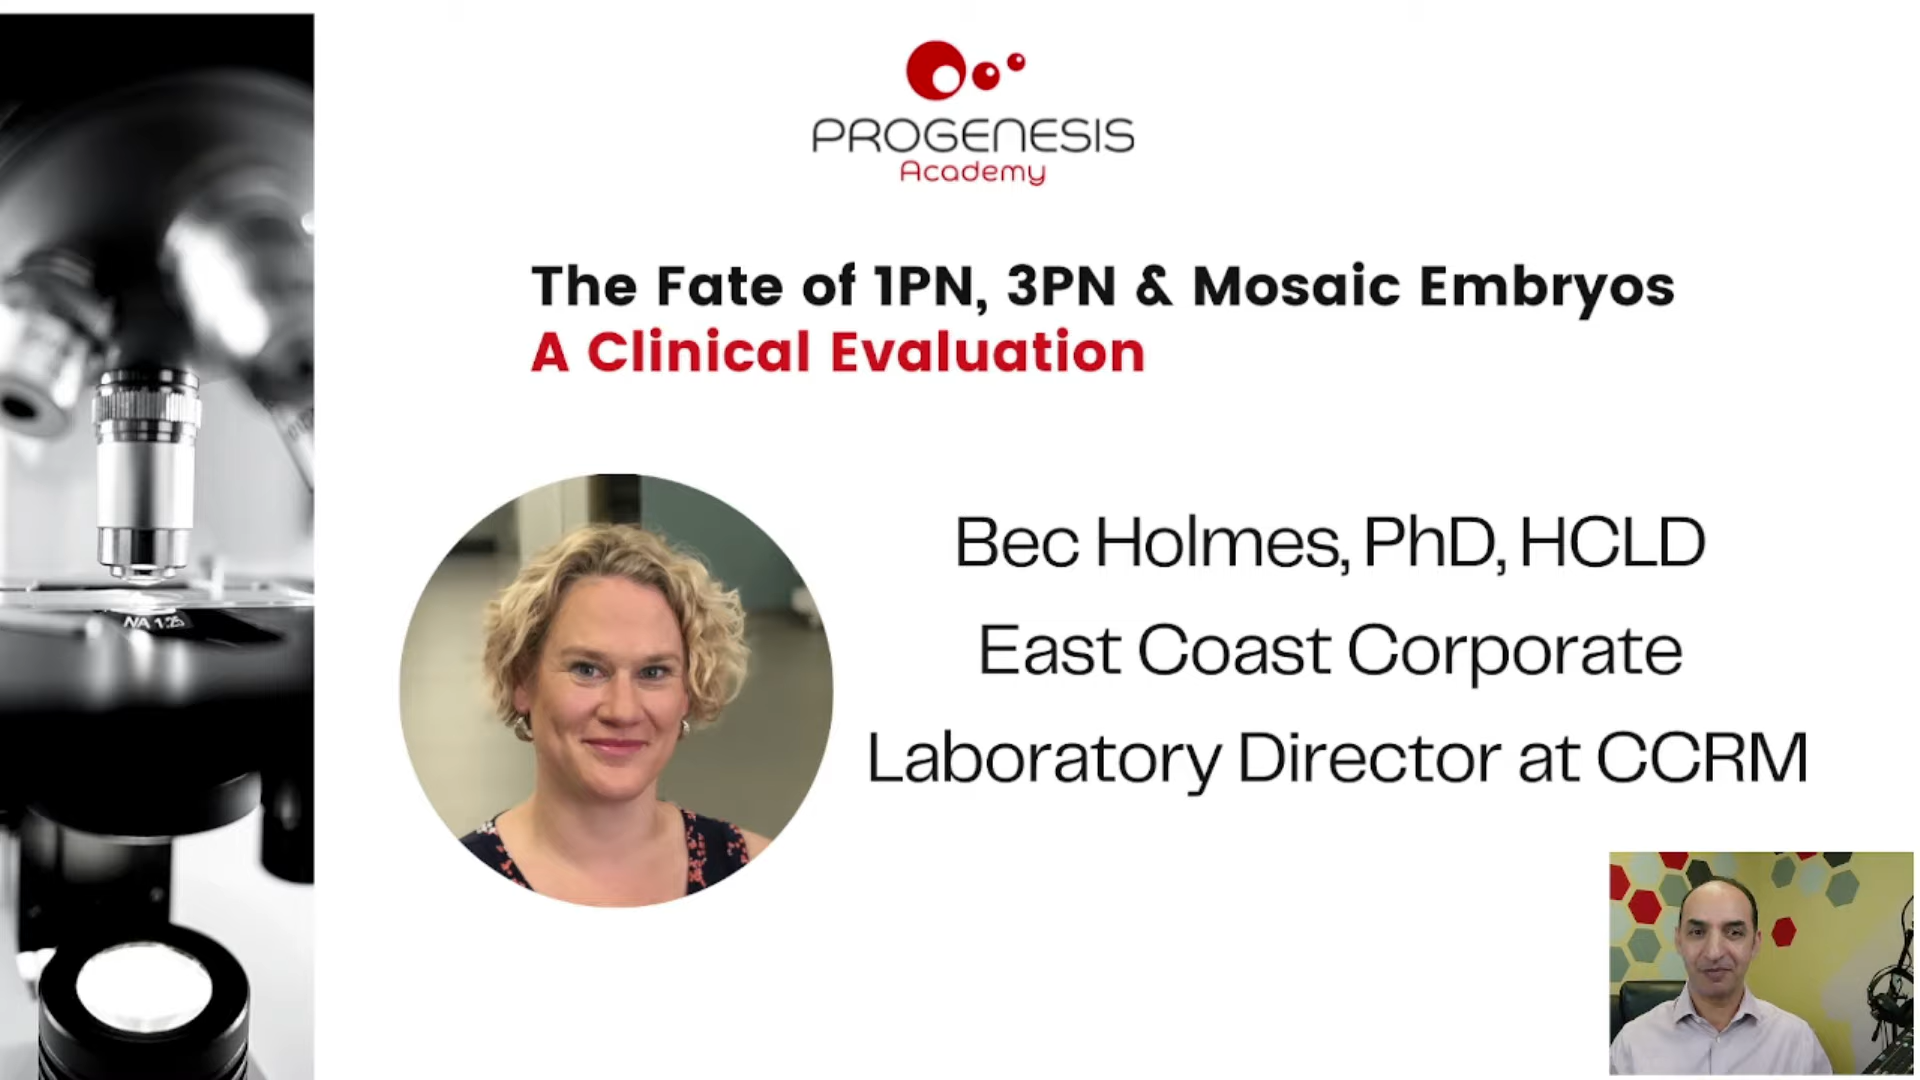 PROGENESIS
Academy
The Fate of 1PN, 3PN & Mosaic Embryos
A Clinical Evaluation
Bec Holmes, PhD, HCLD
East Coast Corporate
Laboratory Director at CCRM
NA 1.25